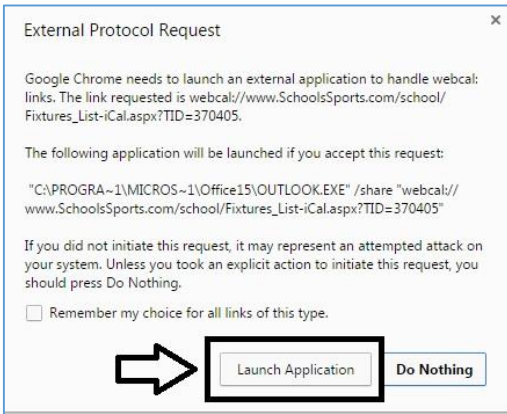 External Protocol Request
Google Chrome needs to launch an external application to handle webcal:
links. The link requested is webcal://www.SchoolsSports.com/school/
Fixtures_List-iCal.aspx?TID=370405.
The following application will be launched if you accept this request:
"C:\PROGRA~1\MICROS~1\Office15\OUTLOOK.EXE" /share "webcal://
www.SchoolsSports.com/school/Fixtures_List-iCal.aspx?TID=370405"
If you did not initiate this request, it may represent an attempted attack on
your system. Unless you took an explicit action to initiate this request, you
should press Do Nothing.
Remember my choice for all links of this type.
Launch Application Do Nothing